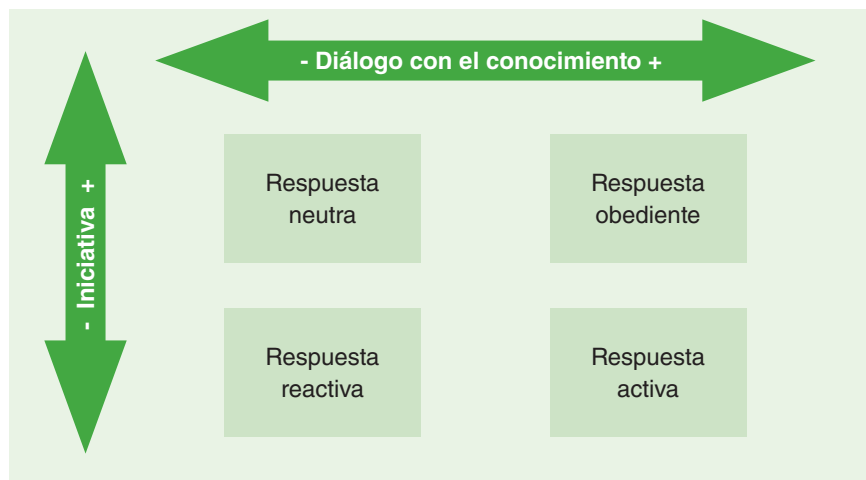 - Diálogo con el conocimiento +
- Iniciativa +
Respuesta
neutra
Respuesta
obediente
Respuesta
reactiva
Respuesta
activa